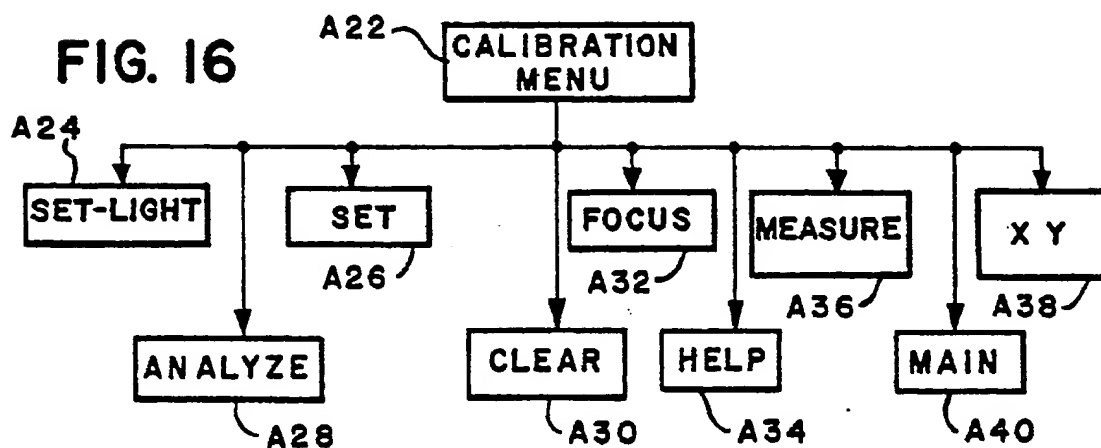 FIG. 16
A22
CALIBRATION
MENU
A24
SET-LIGHT
SET
A26
FOCUS
A32
MEASURE
A36
X Y
A38
ANALYZE
A28
CLEAR
A30
HELP
A34
MAIN
A40